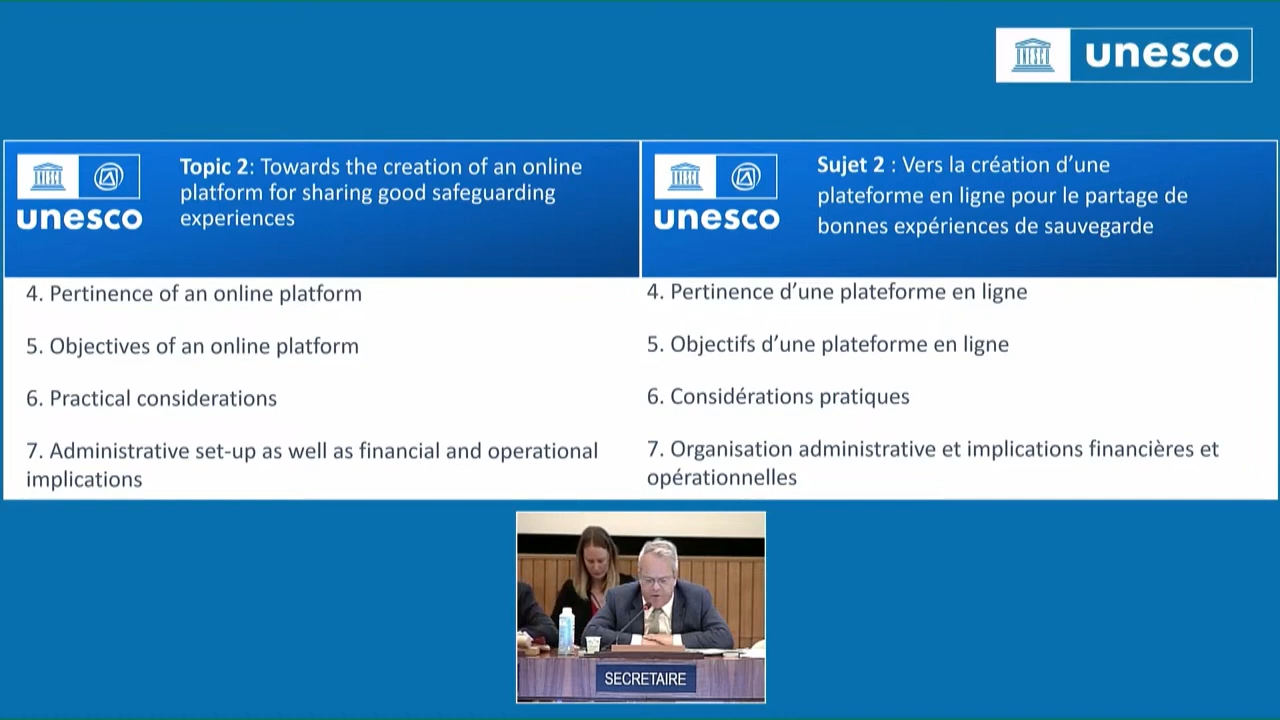 unesco
unesco
Topic 2: Towards the creation of an online
platform for sharing good safeguarding
experiences
4. Pertinence of an online platform
5. Objectives of an online platform
6. Practical considerations
7. Administrative set-up as well as financial and operational
implications
unesco
Sujet 2 : Vers la création d’une
plateforme en ligne pour le partage de
bonnes expériences de sauvegarde
4. Pertinence d’une plateforme en ligne
5. Objectifs d’une plateforme en ligne
6. Considérations pratiques
7. Organisation administrative et implications financières et
opérationnelles
SECRETAIRE